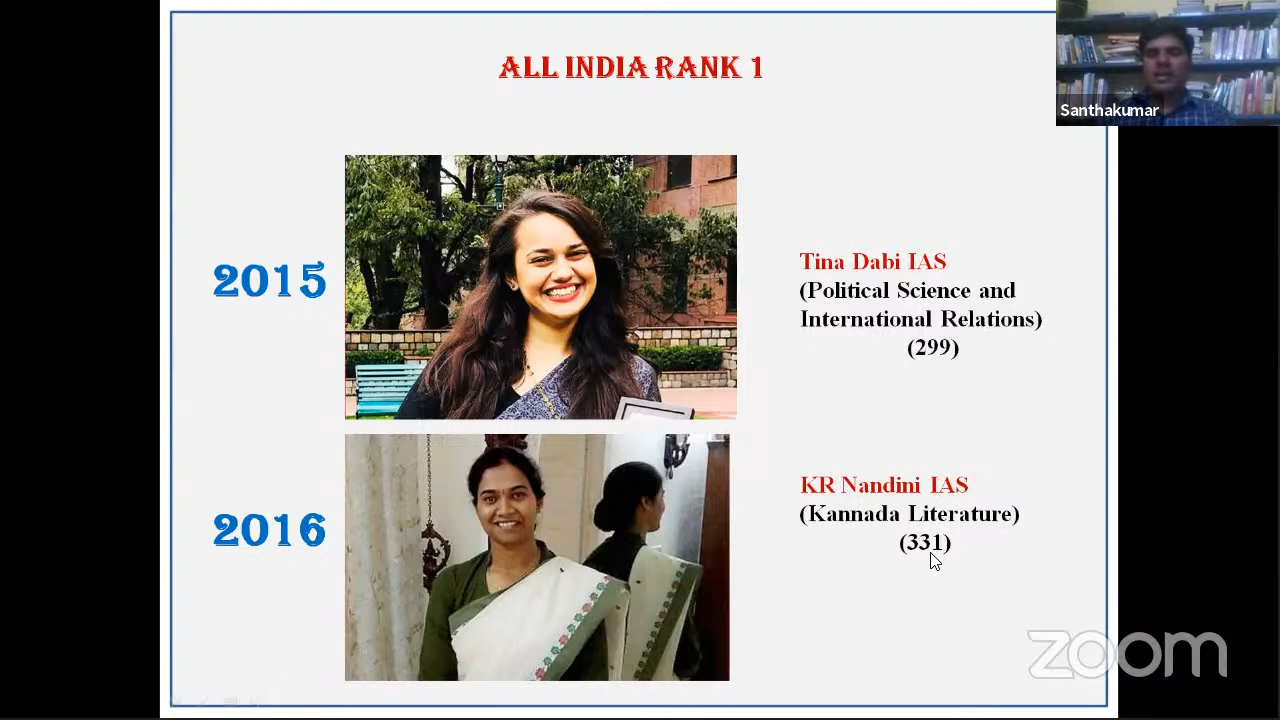 ALL INDIA RANK 1
Santhakumar
2015
Tina Dabi IAS
(Political Science and
International Relations)
(299)
2016
KR Nandini IAS
(Kannada Literature)
(331)
zoom